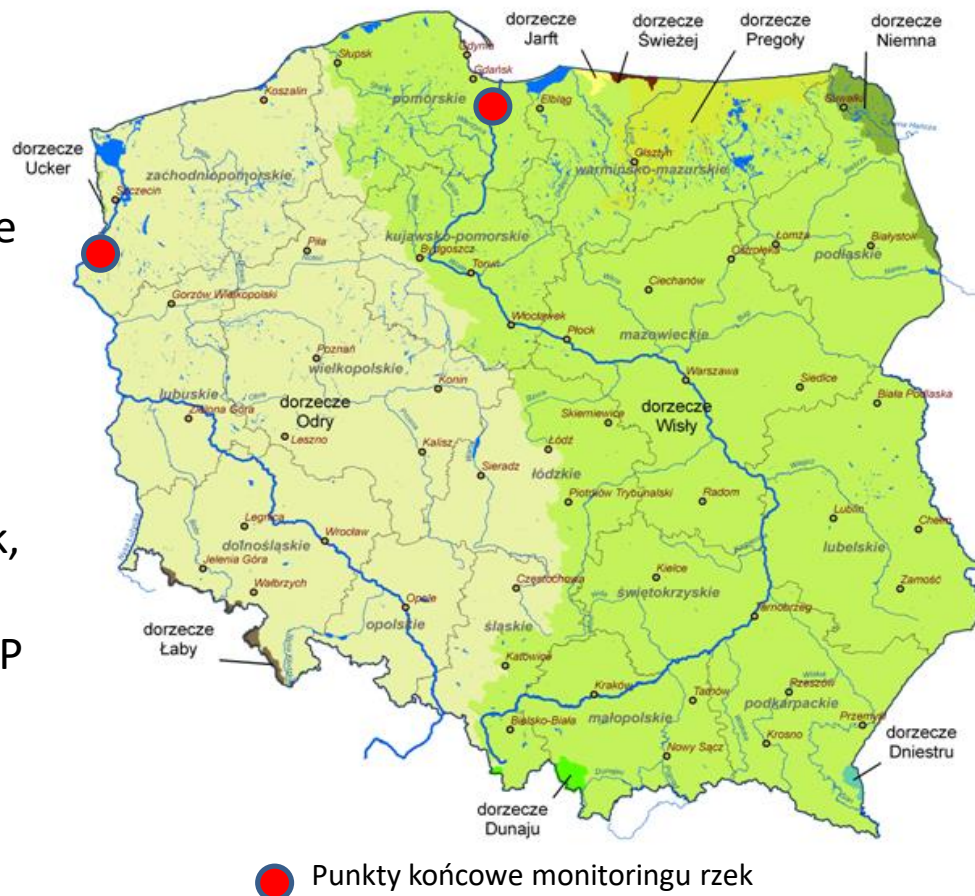 dorzecze
Jarft
dorzecze
Świeżej
dorzecze
Pregoły
dorzecze
Niemna
Słupsk
Gdynia
Gdańsk
Koszalin
pomorskie
Elbląg
Suwałki
dorzecze
Ucker
zachodniopomorskie
Olsztyn
warmińsko-mazurskie
Szczecin
e
kujawsko-pomorskie
Piła
Bydgoszcz
Toruń
Łomża
Ostrołęka
Białystok
podlaskie
Ciechanów
Gorzów Wielkopolski
Włocławek
Płock
mazowieckie
Poznań
wielkopolskie
Warszawa
Siedlce
Konin
lubuskie
Zielona Góra
dorzecze
Odry
Biała Podlaska
Skierniewice
dorzecze
Wisły
Leszno
Kalisz
Łódź
Sieradz
łódzkie
Piotrków Trybunalski
Radom
Lublin
Chełm
k,
Legnica
Wrocław
dolnośląskie
lubelskie
Jelenia Góra
Wałbrzych
Częstochowa
Kielce
świętokrzyskie
Zamość
Opole
opolskie
śląskie
Tarnobrzeg
dorzecze
Łaby
P
Katowice
Kraków
Tarnów
Rzeszów
podkarpackie
Bielsko-Biała
małopolskie
Przemyśl
Nowy Sącz
Krosno
dorzecze
Dniestru
dorzecze
Dunaju
Punkty końcowe monitoringu rzek